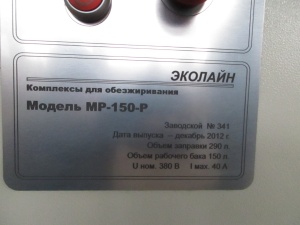 ЭКОЛАЙН
Комплексы для обезжиривания
Модель МР-150-Р
Заводской № 341
Дата выпуска – декабрь 2012 г.
Объем заправки 290 л.
Объем рабочего бака 150 л.
U ном. 380 В I max. 40 А